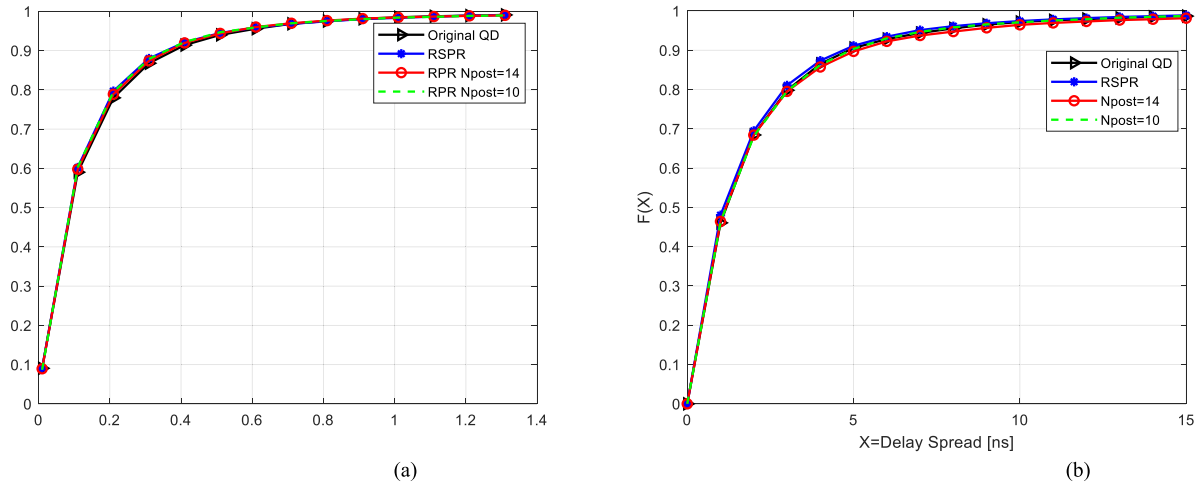 1
0.9
0.8
0.7
0.6
0.5
0.4
0.3
0.2
0.1
0
0 0.2 0.4 0.6 0.8 1 1.2 1.4
Original QD
RSPR
RPR Npost=14
RPR Npost=10
(a)
F(X)
1
0.9
0.8
0.7
0.6
0.5
0.4
0.3
0.2
0.1
0
0 5 10 15
X=Delay Spread [ns]
Original QD
RSPR
Npost=14
Npost=10
(b)